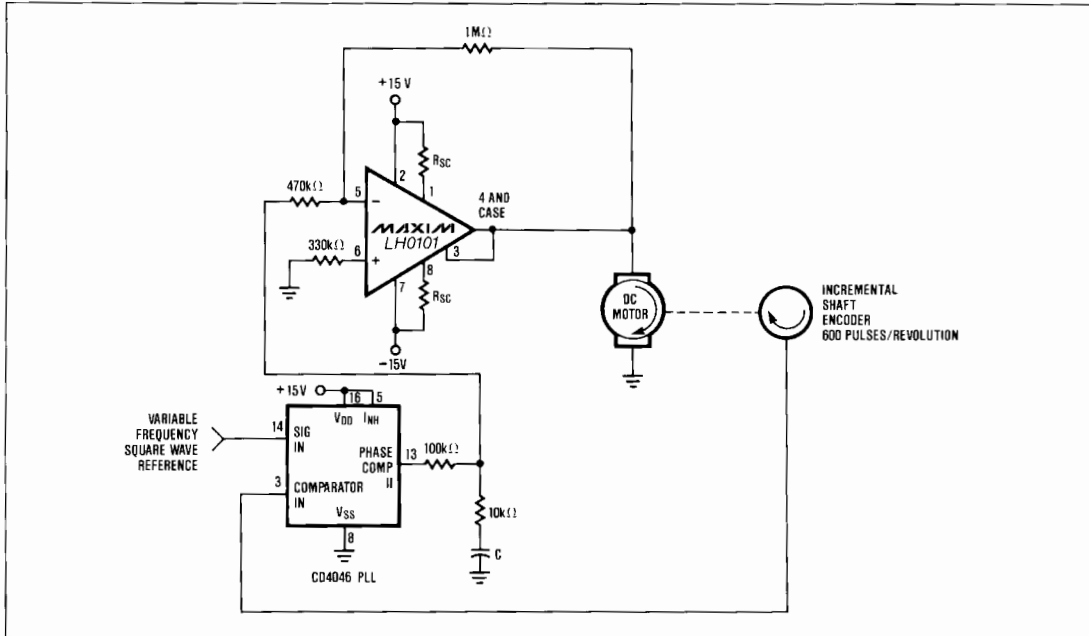 1MΩ
+15 V
RSC
2
1
470kΩ
5
−
4 AND
CASE
MAXIM
LH0101
3
330kΩ
6
+
8
7
RSC
−15V
DC
MOTOR
INCREMENTAL
SHAFT
ENCODER
600 PULSES/REVOLUTION
+15V
16
5
VDD
INH
VARIABLE
FREQUENCY
SQUARE WAVE
REFERENCE
14
SIG
IN
PHASE
COMP
II
13
100kΩ
3
COMPARATOR
IN
VSS
8
10kΩ
C
CD4046 PLL